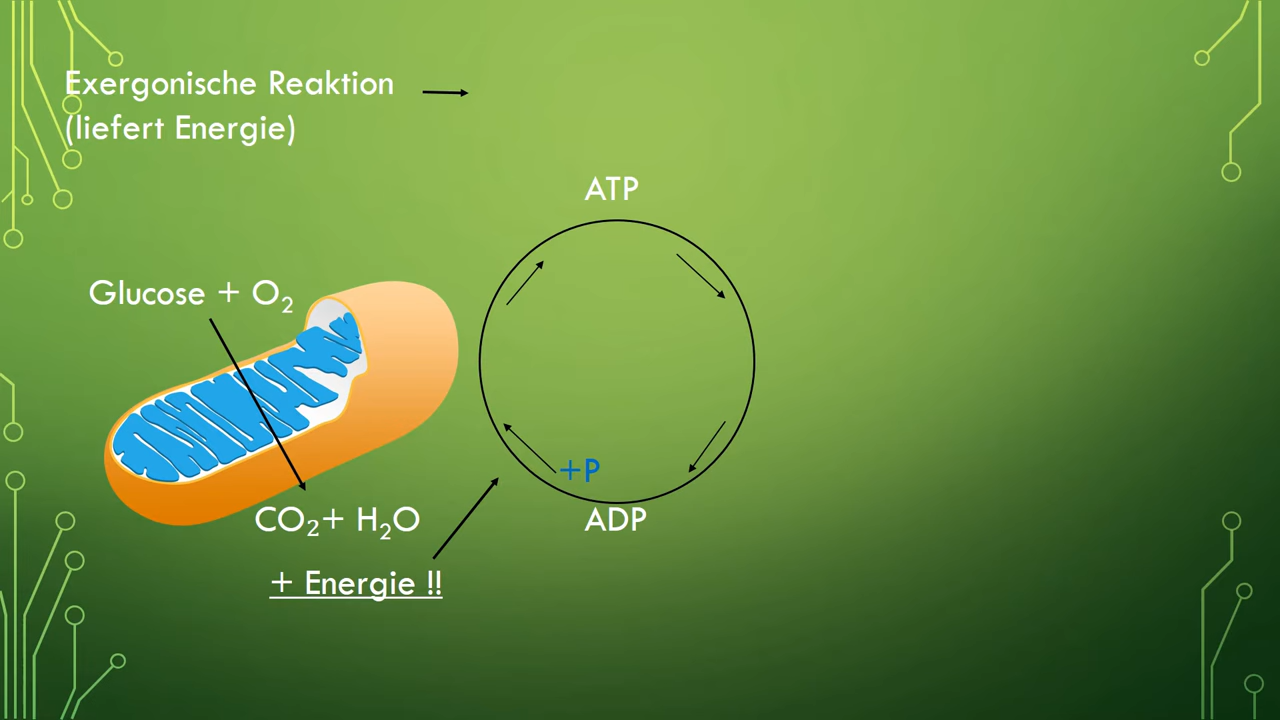 Exergonische Reaktion
(liefert Energie)
ATP
Glucose + O₂
+P
CO₂+ H₂O
ADP
+ Energie !!